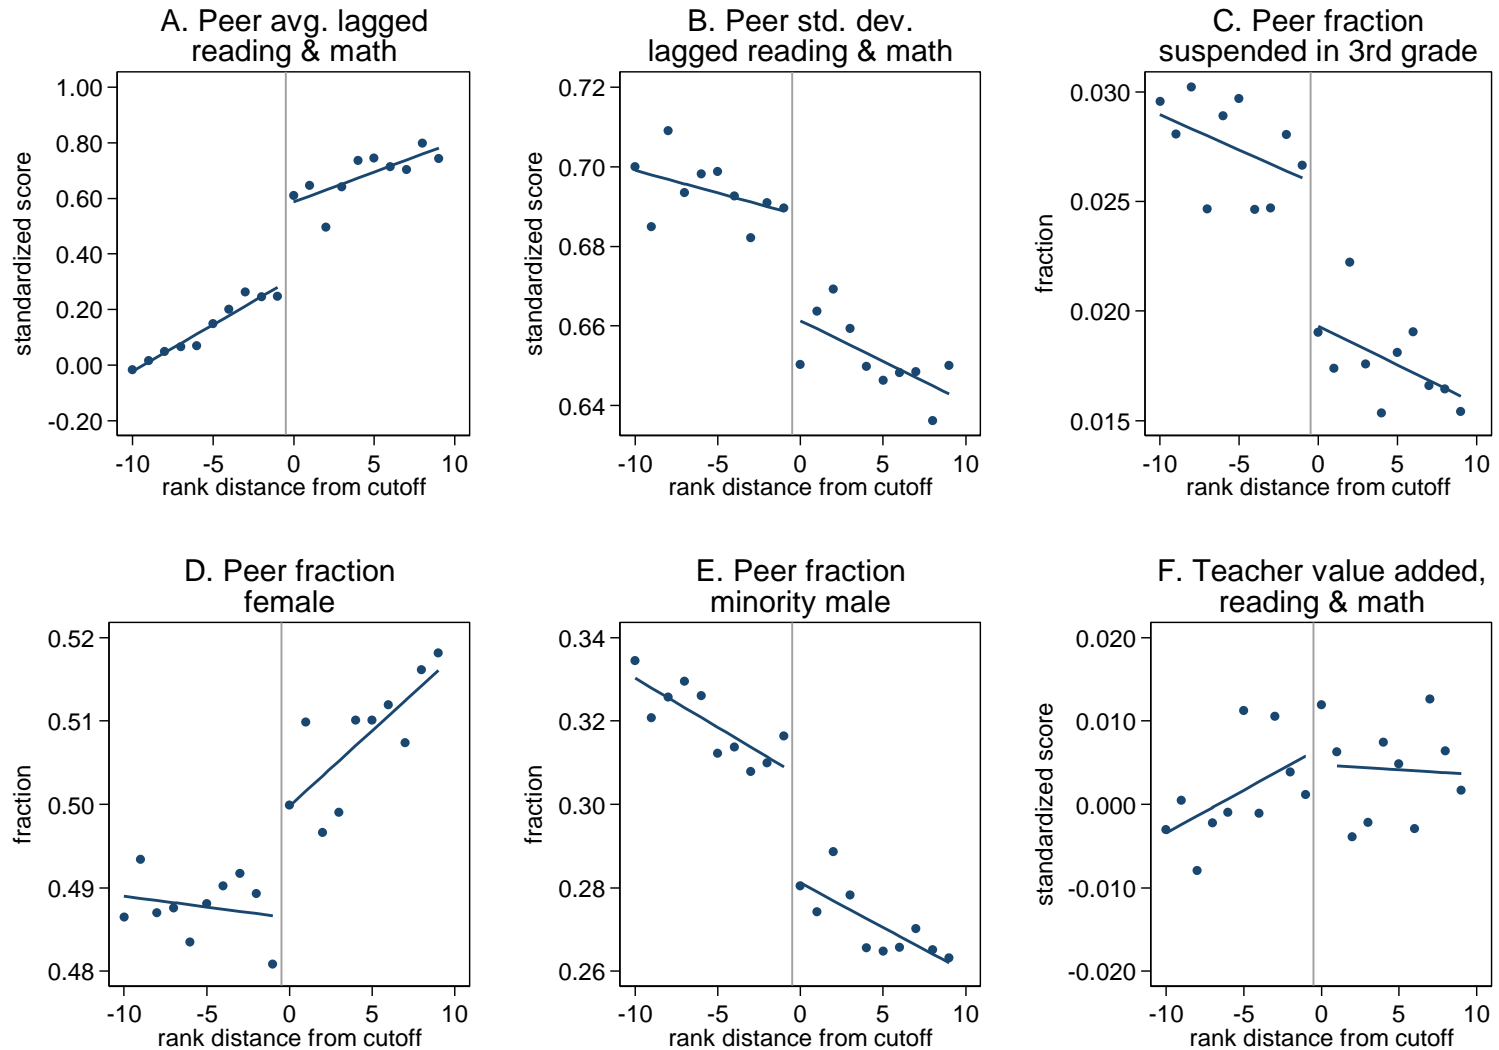 A. Peer avg. lagged
reading & math
standardized score
1.00
0.80
0.60
0.40
0.20
0.00
-0.20
-10 -5 0 5 10
rank distance from cutoff
B. Peer std. dev.
lagged reading & math
standardized score
0.72
0.70
0.68
0.66
0.64
-10 -5 0 5 10
rank distance from cutoff
C. Peer fraction
suspended in 3rd grade
fraction
0.030
0.025
0.020
0.015
-10 -5 0 5 10
rank distance from cutoff
D. Peer fraction
female
fraction
0.52
0.51
0.50
0.49
0.48
-10 -5 0 5 10
rank distance from cutoff
E. Peer fraction
minority male
fraction
0.34
0.32
0.30
0.28
0.26
-10 -5 0 5 10
rank distance from cutoff
F. Teacher value added,
reading & math
standardized score
0.020
0.010
0.000
-0.010
-0.020
-10 -5 0 5 10
rank distance from cutoff